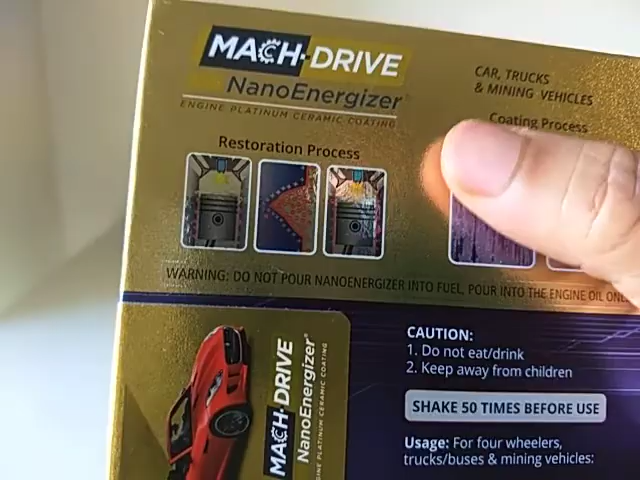 MACH·DRIVE
NanoEnergizer
ENGINE PLATINUM CERAMIC COATING
CAR, TRUCKS
& MINING VEHICLES
Restoration Process
Coating Process
WARNING: DO NOT POUR NANOENERGIZER INTO FUEL, POUR INTO THE ENGINE OIL
MACH·DRIVE
NanoEnergizer®
PLATINUM CERAMIC COATING
CAUTION:
1. Do not eat/drink
2. Keep away from children
SHAKE 50 TIMES BEFORE USE
Usage: For four wheelers,
trucks/buses & mining vehicles: